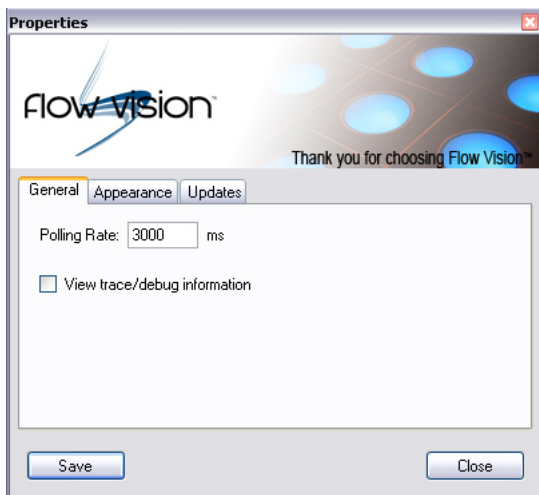 Properties
Flow Vision™
Thank you for choosing Flow Vision™
General Appearance Updates
Polling Rate: 3000 ms
View trace/debug information
Save Close